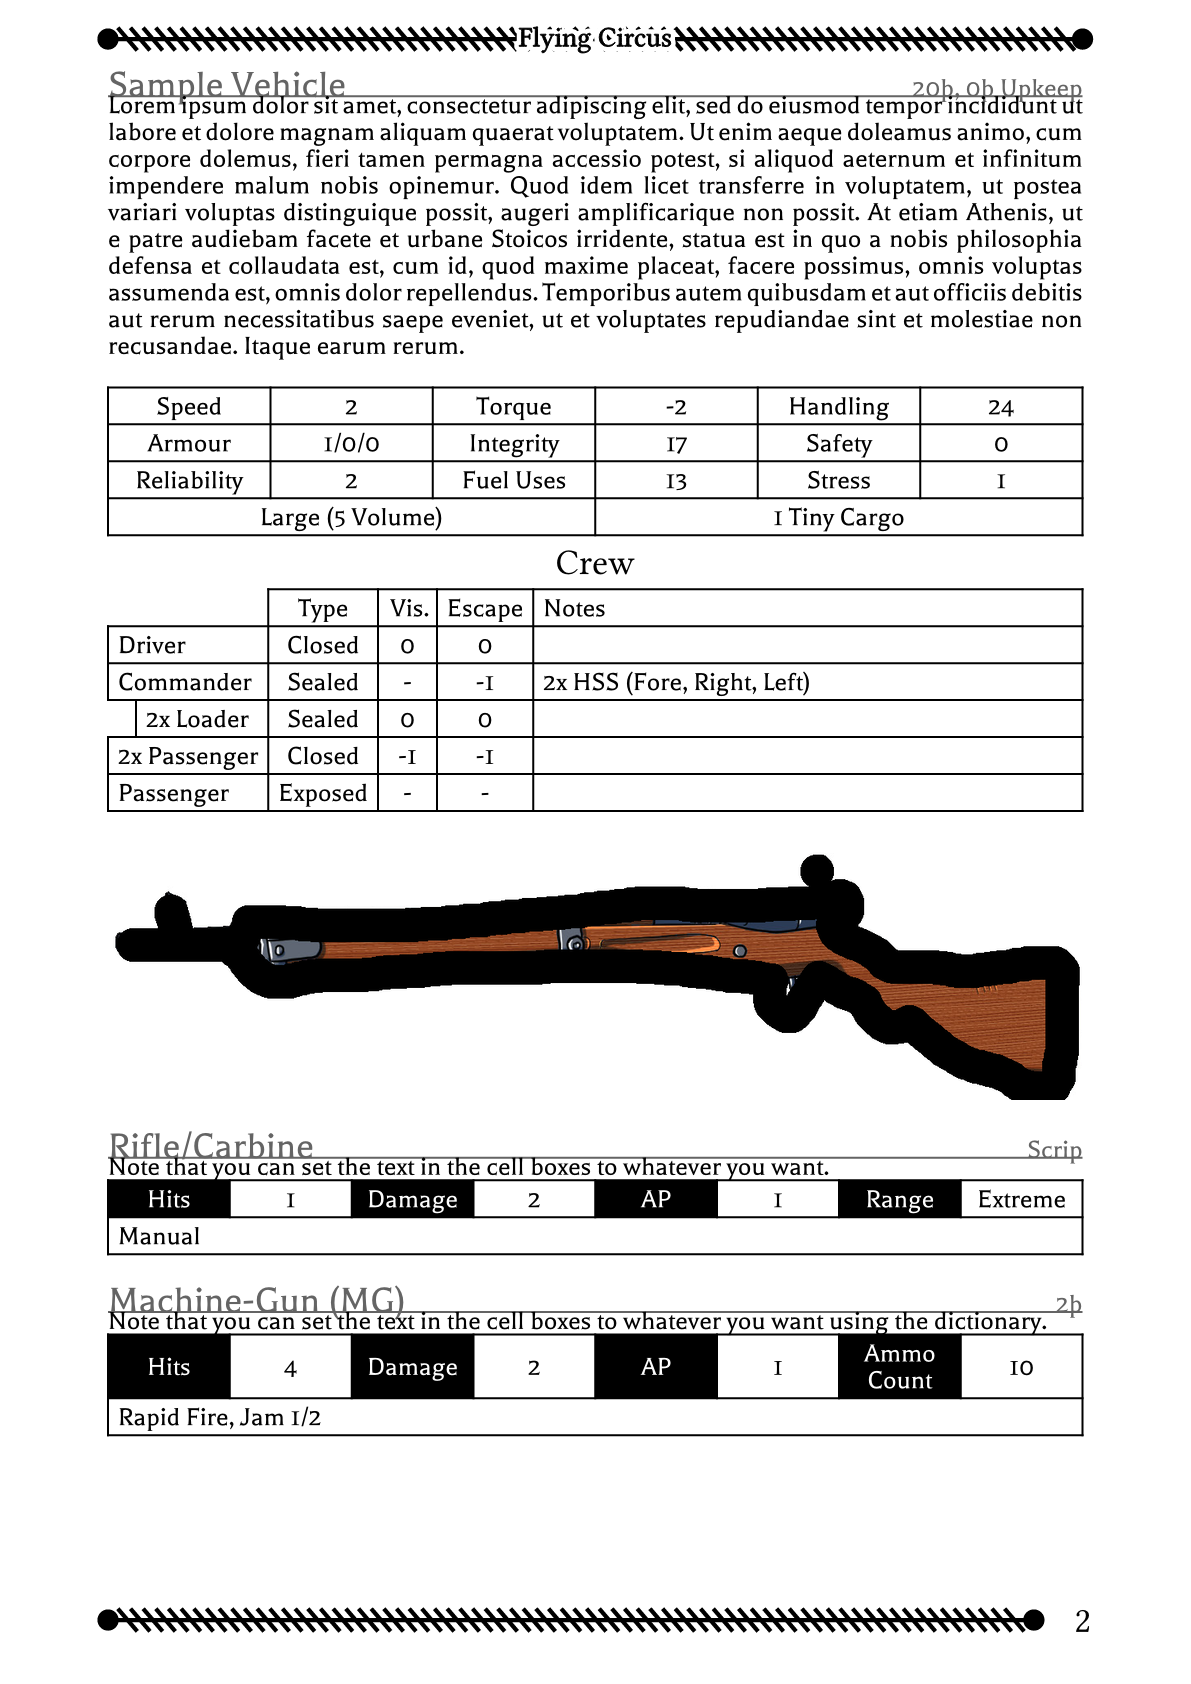 Flying Circus
Sample Vehicle 20þ, 0þ Upkeep
Lorem ipsum dolor sit amet, consectetur adipiscing elit, sed do eiusmod tempor incididunt ut
labore et dolore magnam aliquam quaerat voluptatem. Ut enim aeque doleamus animo, cum
corpore dolemus, fieri tamen permagna accessio potest, si aliquod aeternum et infinitum
impendere malum nobis opinemur. Quod idem licet transferre in voluptatem, ut postea
variari voluptas distinguique possit, augeri amplificarique non possit. At etiam Athenis, ut
e patre audiebam facete et urbane Stoicos irridente, statua est in quo a nobis philosophia
defensa et collaudata est, cum id, quod maxime placeat, facere possimus, omnis voluptas
assumenda est, omnis dolor repellendus. Temporibus autem quibusdam et aut officiis debitis
aut rerum necessitatibus saepe eveniet, ut et voluptates repudiandae sint et molestiae non
recusandae. Itaque earum rerum.
Speed 2 Torque -2 Handling 24
Armour 1/0/0 Integrity 17 Safety 0
Reliability 2 Fuel Uses 13 Stress 1
Large (5 Volume) 1 Tiny Cargo
Crew
Type Vis. Escape Notes
Driver Closed 0 0
Commander Sealed - -1 2x HSS (Fore, Right, Left)
2x Loader Sealed 0 0
2x Passenger Closed -1 -1
Passenger Exposed - -
Rifle/Carbine Scrip
Note that you can set the text in the cell boxes to whatever you want.
Hits 1 Damage 2 AP 1 Range Extreme
Manual
Machine-Gun (MG) 2þ
Note that you can set the text in the cell boxes to whatever you want using the dictionary.
Hits 4 Damage 2 AP 1 Ammo Count 10
Rapid Fire, Jam 1/2
2